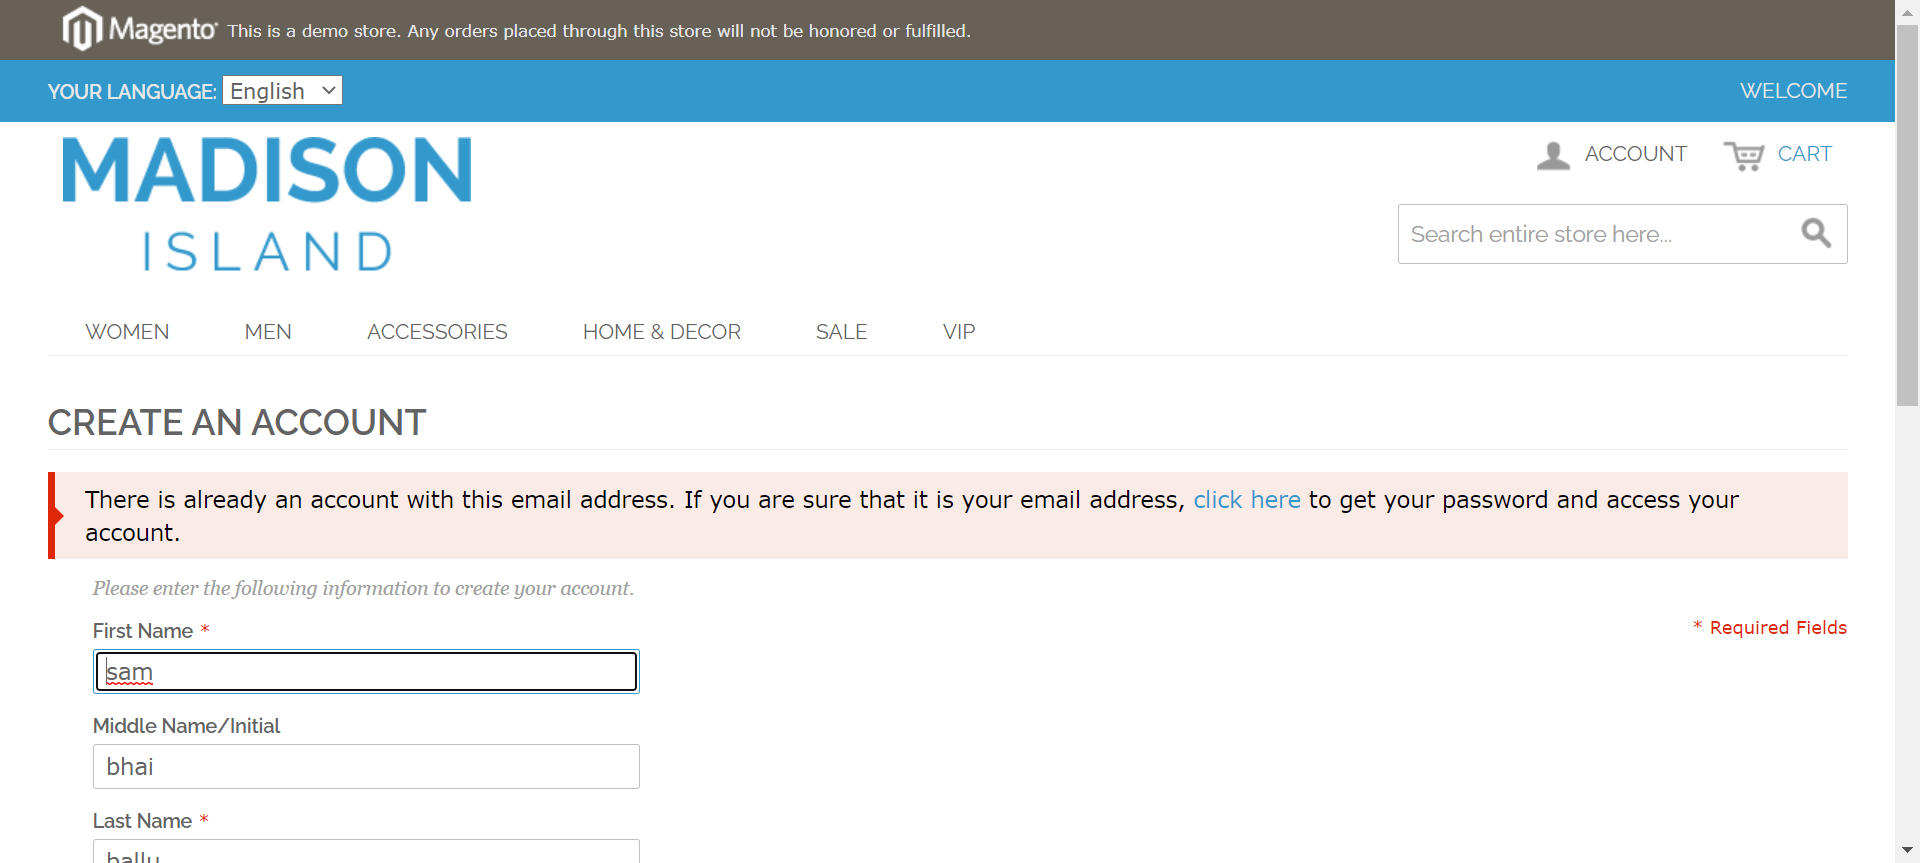 Magento® This is a demo store. Any orders placed through this store will not be honored or fulfilled.
YOUR LANGUAGE: English WELCOME
MADISON
ISLAND
ACCOUNT CART
Search entire store here...
WOMEN MEN ACCESSORIES HOME & DECOR SALE VIP
CREATE AN ACCOUNT
There is already an account with this email address. If you are sure that it is your email address, click here to get your password and access your
account.
Please enter the following information to create your account.
First Name *
* Required Fields
sam
Middle Name/Initial
bhai
Last Name *